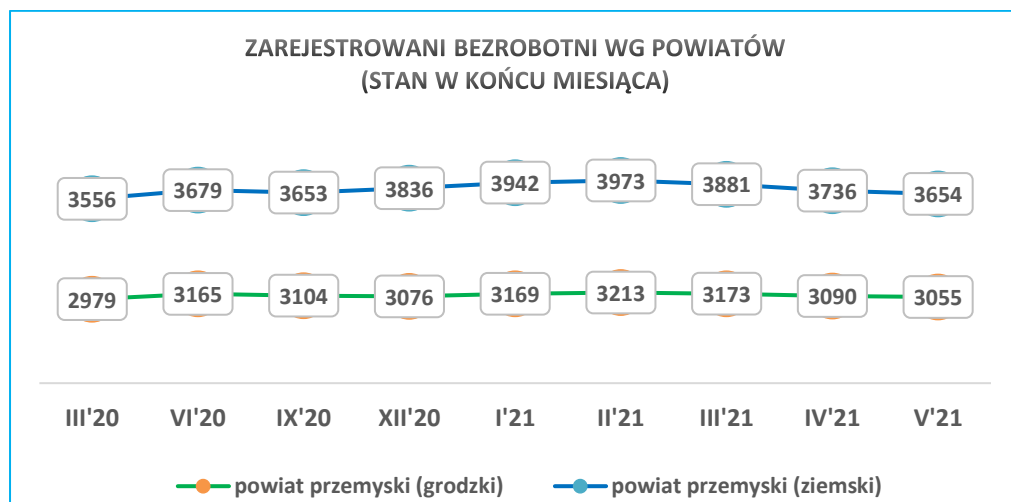 ZAREJESTROWANI BEZROBOTNI WG POWIATÓW
(STAN W KOŃCU MIESIĄCA)
3556 3679 3653 3836 3942 3973 3881 3736 3654
2979 3165 3104 3076 3169 3213 3173 3090 3055
III'20 VI'20 IX'20 XII'20 I'21 II'21 III'21 IV'21 V'21
powiat przemyski (grodzki) powiat przemyski (ziemski)